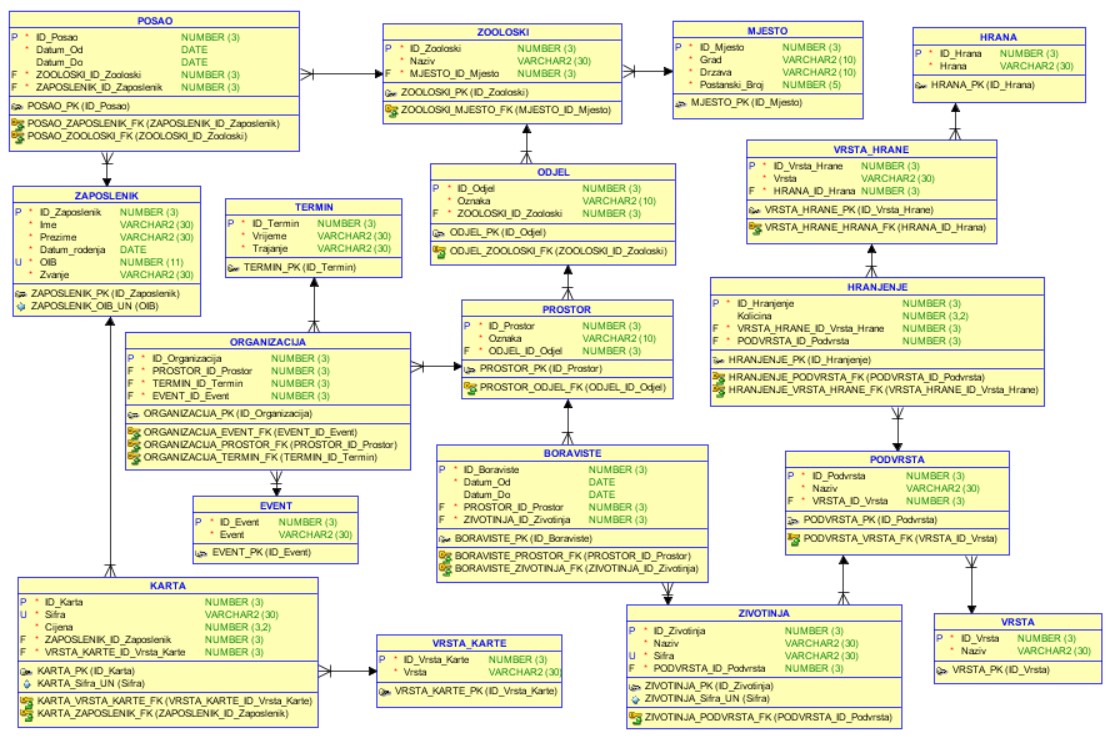 POSAO
P * ID_Posao NUMBER (3)
* Datum_Od DATE
Datum_Do DATE
F * ZOOLOSKI_ID_Zooloski NUMBER (3)
F * ZAPOSLENIK_ID_Zaposlenik NUMBER (3)
POSAO_PK (ID_Posao)
POSAO_ZAPOSLENIK_FK (ZAPOSLENIK_ID_Zaposlenik)
POSAO_ZOOLOSKI_FK (ZOOLOSKI_ID_Zooloski)
ZOOLOSKI
P * ID_Zooloski NUMBER (3)
* Naziv VARCHAR2 (30)
F * MJESTO_ID_Mjesto NUMBER (3)
ZOOLOSKI_PK (ID_Zooloski)
ZOOLOSKI_MJESTO_FK (MJESTO_ID_Mjesto)
MJESTO
P * ID_Mjesto NUMBER (3)
* Grad VARCHAR2 (10)
* Drzava VARCHAR2 (10)
* Postanski_Broj NUMBER (5)
MJESTO_PK (ID_Mjesto)
HRANA
P * ID_Hrana NUMBER (3)
* Hrana VARCHAR2 (30)
HRANA_PK (ID_Hrana)
VRSTA_HRANE
P * ID_Vrsta_Hrane NUMBER (3)
* Vrsta VARCHAR2 (30)
F * HRANA_ID_Hrana NUMBER (3)
VRSTA_HRANE_PK (ID_Vrsta_Hrane)
VRSTA_HRANE_HRANA_FK (HRANA_ID_Hrana)
ZAPOSLENIK
P * ID_Zaposlenik NUMBER (3)
* Ime VARCHAR2 (30)
* Prezime VARCHAR2 (30)
* Datum_rodenja DATE
U * OIB NUMBER (11)
* Zvanje VARCHAR2 (30)
ZAPOSLENIK_PK (ID_Zaposlenik)
ZAPOSLENIK_OIB_UN (OIB)
TERMIN
P * ID_Termin NUMBER (3)
* Vrijeme VARCHAR2 (30)
* Trajanje VARCHAR2 (30)
TERMIN_PK (ID_Termin)
ODJEL
P * ID_Odjel NUMBER (3)
* Oznaka VARCHAR2 (10)
F * ZOOLOSKI_ID_Zooloski NUMBER (3)
ODJEL_PK (ID_Odjel)
ODJEL_ZOOLOSKI_FK (ZOOLOSKI_ID_Zooloski)
HRANJENJE
P * ID_Hranjenje NUMBER (3)
Kolicina NUMBER (3,2)
F * VRSTA_HRANE_ID_Vrsta_Hrane NUMBER (3)
F * PODVRSTA_ID_Podvrsta NUMBER (3)
HRANJENJE_PK (ID_Hranjenje)
HRANJENJE_PODVRSTA_FK (PODVRSTA_ID_Podvrsta)
HRANJENJE_VRSTA_HRANE_FK (VRSTA_HRANE_ID_Vrsta_Hrane)
PROSTOR
P * ID_Prostor NUMBER (3)
Oznaka VARCHAR2 (10)
F * ODJEL_ID_Odjel NUMBER (3)
PROSTOR_PK (ID_Prostor)
PROSTOR_ODJEL_FK (ODJEL_ID_Odjel)
ORGANIZACIJA
P * ID_Organizacija NUMBER (3)
F * PROSTOR_ID_Prostor NUMBER (3)
F * TERMIN_ID_Termin NUMBER (3)
F * EVENT_ID_Event NUMBER (3)
ORGANIZACIJA_PK (ID_Organizacija)
ORGANIZACIJA_EVENT_FK (EVENT_ID_Event)
ORGANIZACIJA_PROSTOR_FK (PROSTOR_ID_Prostor)
ORGANIZACIJA_TERMIN_FK (TERMIN_ID_Termin)
EVENT
P * ID_Event NUMBER (3)
* Event VARCHAR2 (30)
EVENT_PK (ID_Event)
BORAVISTE
P * ID_Boraviste NUMBER (3)
* Datum_Od DATE
Datum_Do DATE
F * PROSTOR_ID_Prostor NUMBER (3)
F * ZIVOTINJA_ID_Zivotinja NUMBER (3)
BORAVISTE_PK (ID_Boraviste)
BORAVISTE_PROSTOR_FK (PROSTOR_ID_Prostor)
BORAVISTE_ZIVOTINJA_FK (ZIVOTINJA_ID_Zivotinja)
PODVRSTA
P * ID_Podvrsta NUMBER (3)
* Naziv VARCHAR2 (30)
F * VRSTA_ID_Vrsta NUMBER (3)
PODVRSTA_PK (ID_Podvrsta)
PODVRSTA_VRSTA_FK (VRSTA_ID_Vrsta)
KARTA
P * ID_Karta NUMBER (3)
U * Sifra VARCHAR2 (30)
* Cijena NUMBER (3,2)
F * ZAPOSLENIK_ID_Zaposlenik NUMBER (3)
F * VRSTA_KARTE_ID_Vrsta_Karte NUMBER (3)
KARTA_PK (ID_Karta)
KARTA_Sifra_UN (Sifra)
KARTA_VRSTA_KARTE_FK (VRSTA_KARTE_ID_Vrsta_Karte)
KARTA_ZAPOSLENIK_FK (ZAPOSLENIK_ID_Zaposlenik)
VRSTA_KARTE
P * ID_Vrsta_Karte NUMBER (3)
* Vrsta VARCHAR2 (30)
VRSTA_KARTE_PK (ID_Vrsta_Karte)
ZIVOTINJA
P * ID_Zivotinja NUMBER (3)
* Naziv VARCHAR2 (30)
U * Sifra VARCHAR2 (30)
F * PODVRSTA_ID_Podvrsta NUMBER (3)
ZIVOTINJA_PK (ID_Zivotinja)
ZIVOTINJA_Sifra_UN (Sifra)
ZIVOTINJA_PODVRSTA_FK (PODVRSTA_ID_Podvrsta)
VRSTA
P * ID_Vrsta NUMBER (3)
* Naziv VARCHAR2 (30)
VRSTA_PK (ID_Vrsta)